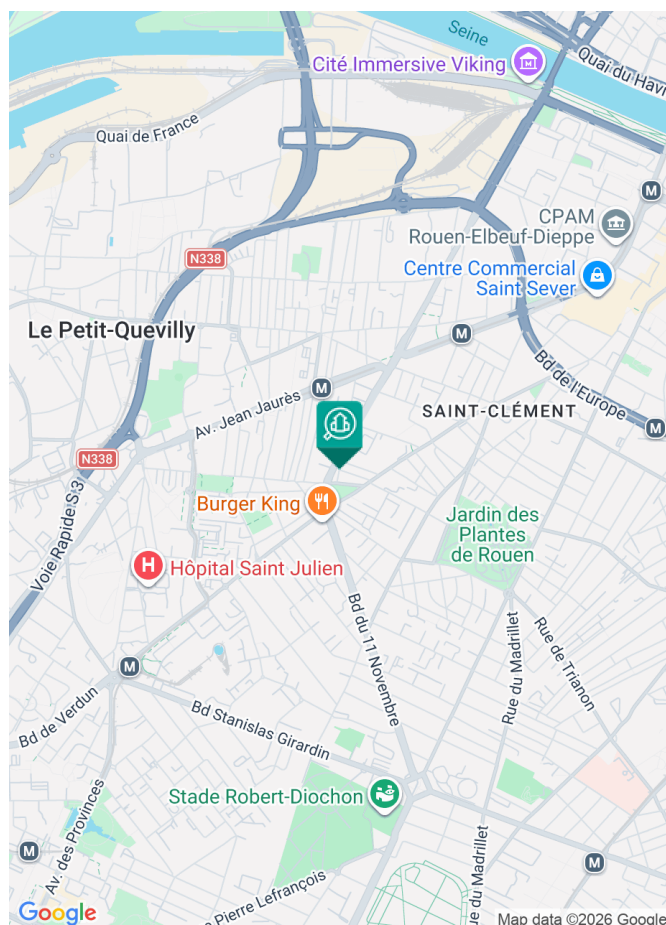 Seine
Cité Immersive Viking
Quai du Havr
Quai de France
M
CPAM
Rouen-Elbeuf-Dieppe
N338
Centre Commercial
Saint Sever
Le Petit-Quevilly
M
Bd de l'Europe
M
Av. Jean Jaurès
SAINT-CLÉMENT
M
N338
Voie Rapide S 3
Burger King
Jardin des
Plantes
de Rouen
H
Hôpital Saint Julien
Bd du 11 Novembre
Rue du Madrillet
Rue de Trianon
M
Bd de Verdun
Bd Stanislas Girardin
Stade Robert-Diochon
Av. des Provinces
M
M
e Pierre Lefrançois
ue du Madrillet
Google
Map data ©2026 Google